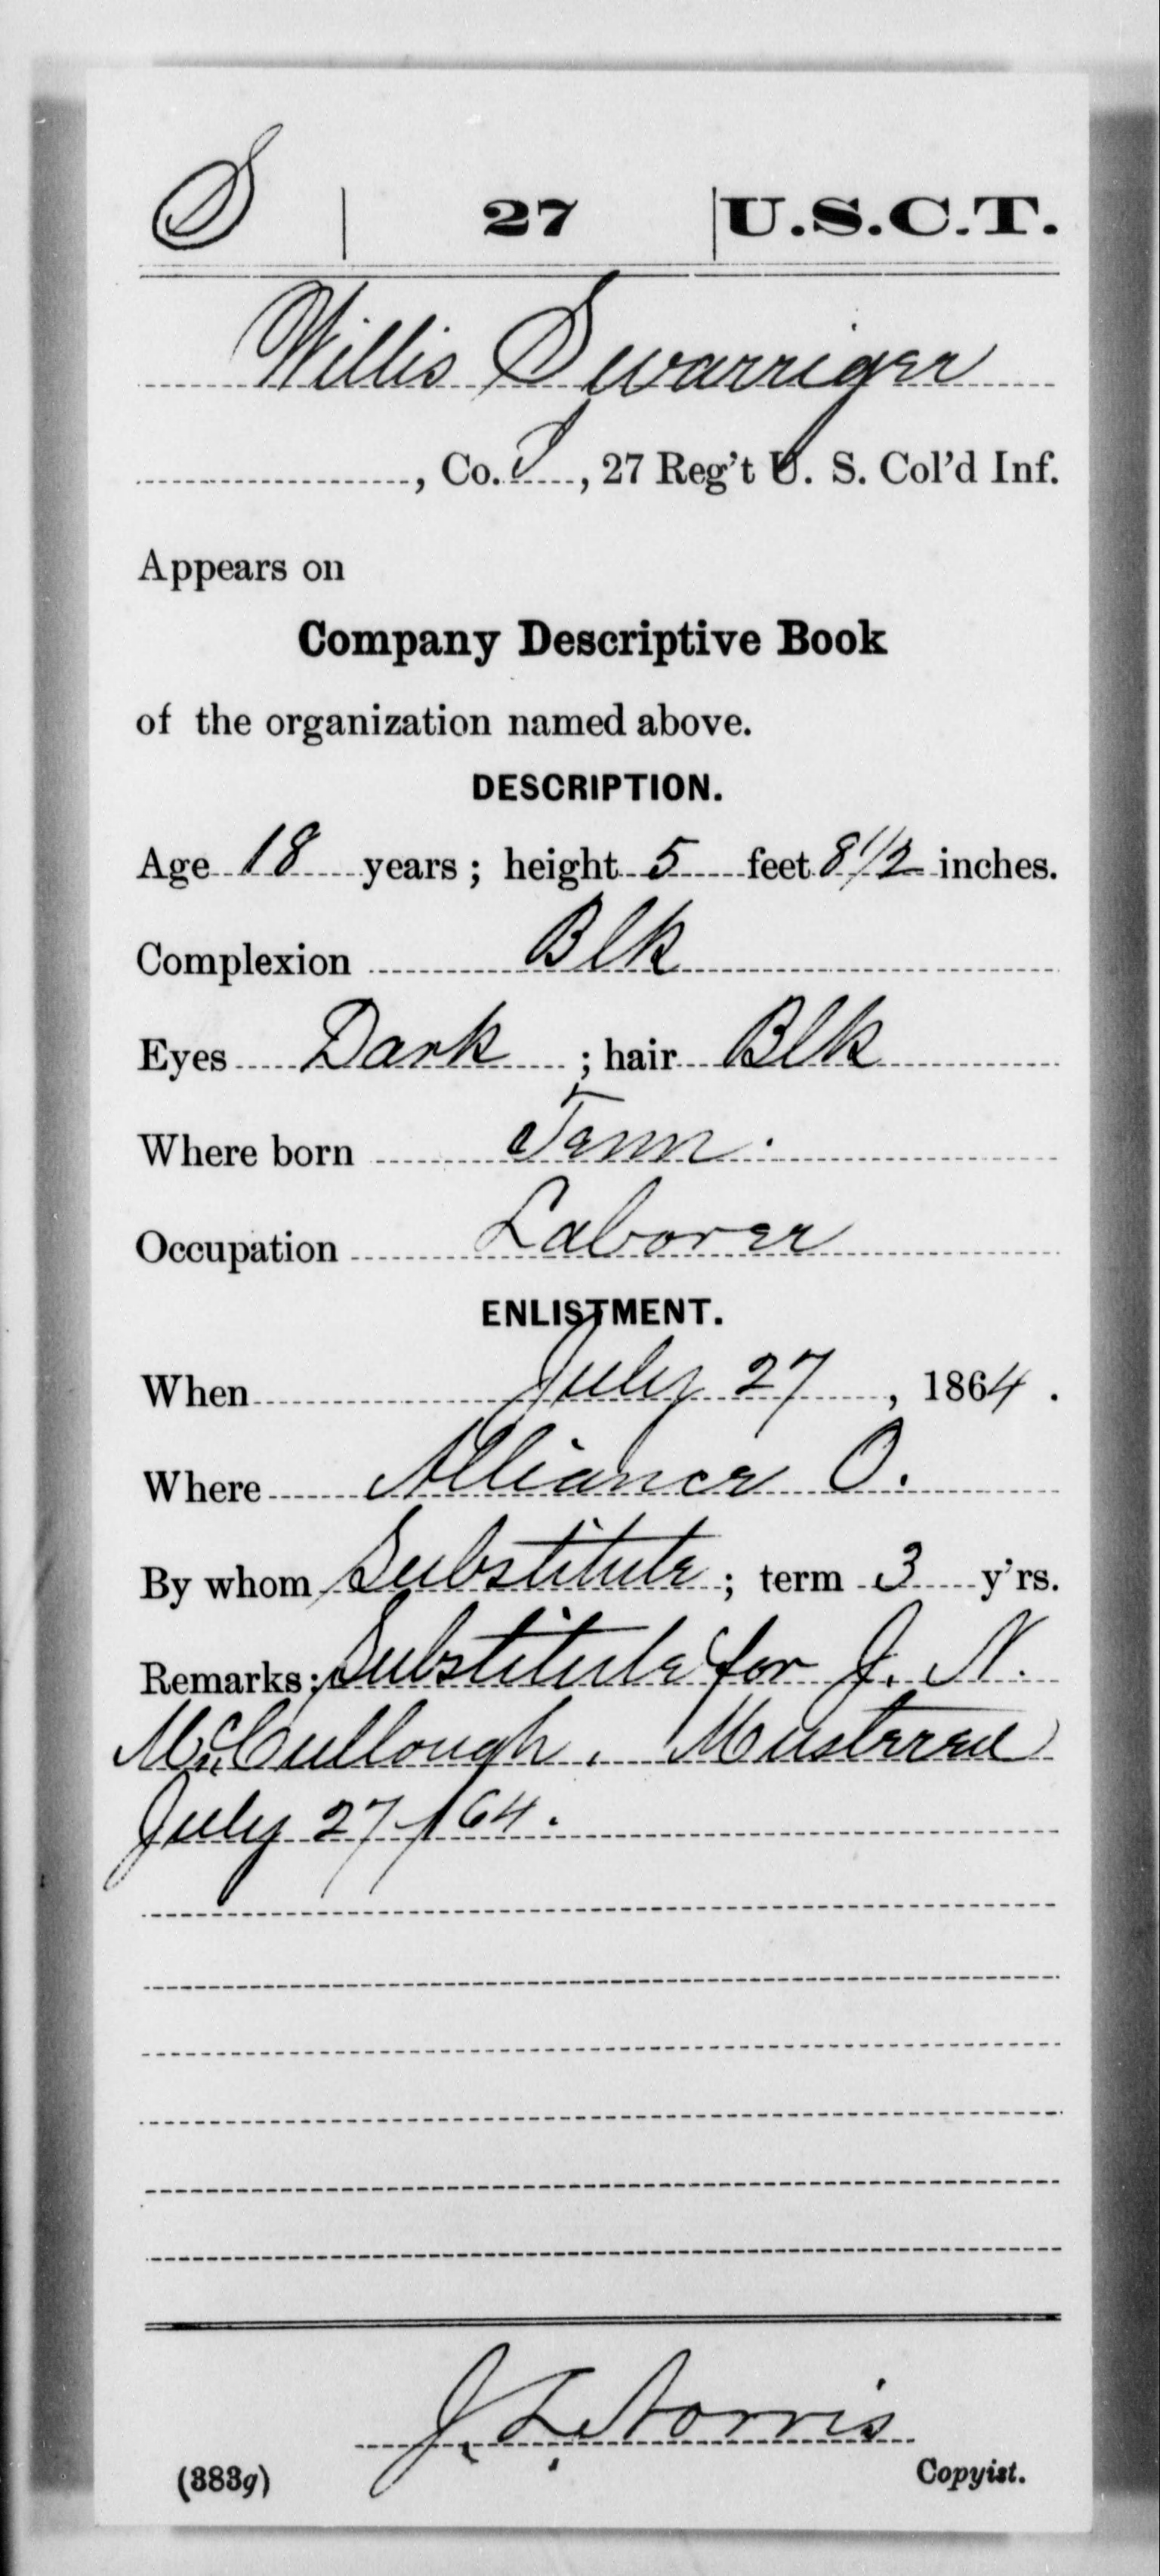 S | 27 | U.S.C.T.
Willis Swarriger
, Co. I, 27 Reg't U. S. Col'd Inf.
Appears on
Company Descriptive Book
of the organization named above.
DESCRIPTION.
Age 18 years; height 5 feet 8 1/2 inches.
Complexion Blk
Eyes Dark ; hair Blk
Where born Tenn.
Occupation Laborer
ENLISTMENT.
When July 27, 1864.
Where Alliance O.
By whom Substitute; term 3 y'rs.
Remarks: Substitute for J. N.
McCullough. Mustered
July 27/64.
J. L. Norris
(383g) Copyist.